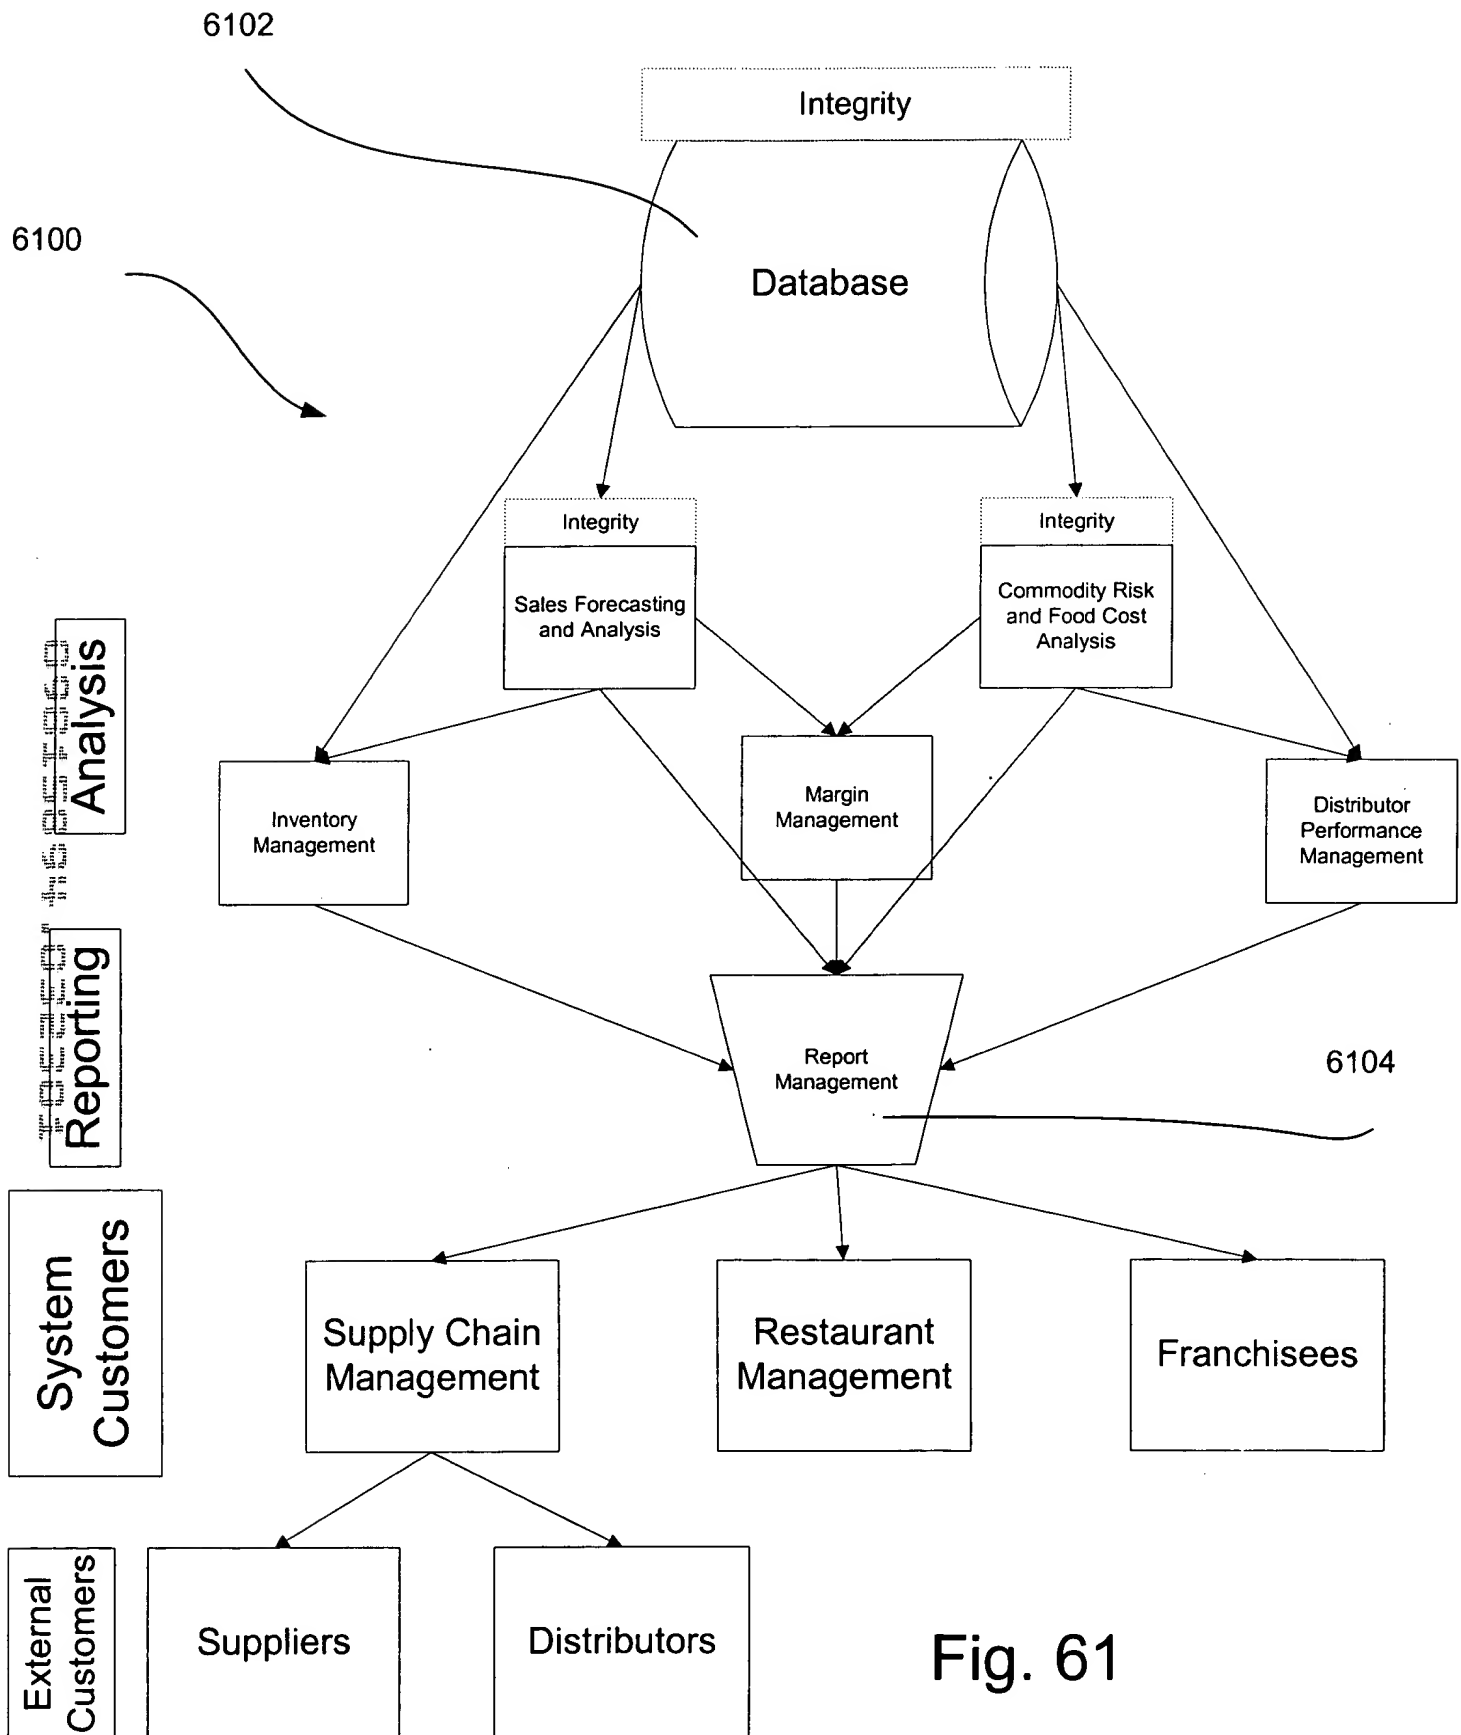 6102
Integrity
6100
Database
Integrity
Integrity
Sales Forecasting
and Analysis
Commodity Risk
and Food Cost
Analysis
Analysis
Inventory
Management
Margin
Management
Distributor
Performance
Management
Reporting
Report
Management
6104
System
Customers
Supply Chain
Management
Restaurant
Management
Franchisees
External
Customers
Suppliers
Distributors
Fig. 61